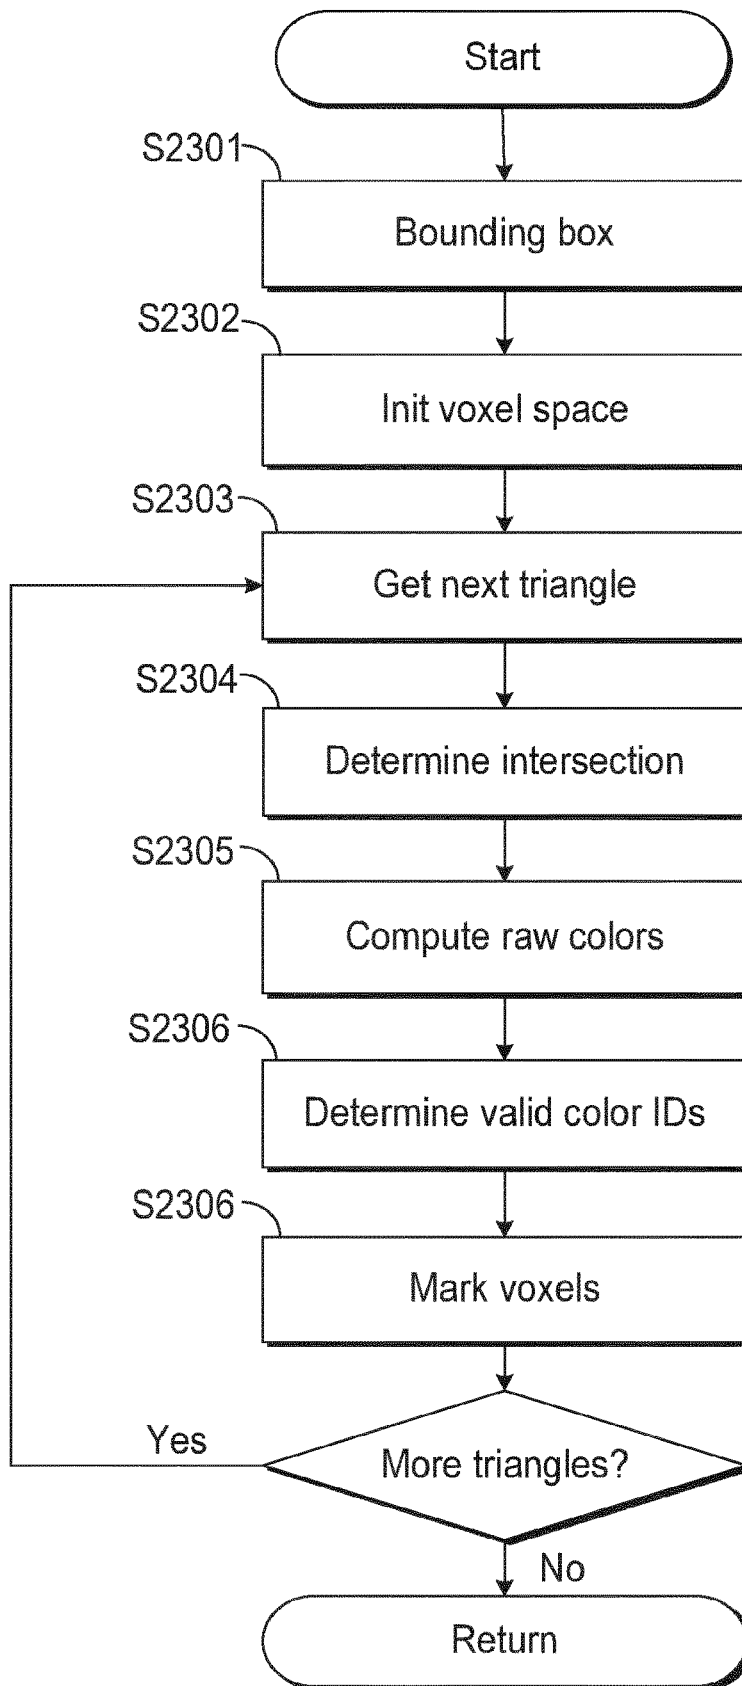 Start
S2301
Bounding box
S2302
Init voxel space
S2303
Get next triangle
S2304
Determine intersection
S2305
Compute raw colors
S2306
Determine valid color IDs
S2306
Mark voxels
Yes
More triangles?
No
Return